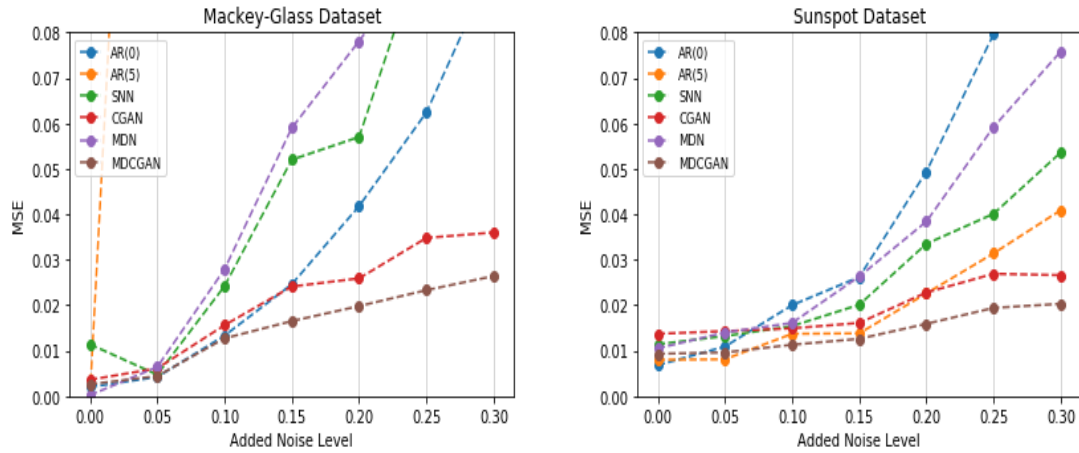 Mackey-Glass Dataset
0.08
0.07
0.06
0.05
0.04
0.03
0.02
0.01
0.00
MSE
AR(0)
AR(5)
SNN
CGAN
MDN
MDCGAN
0.00 0.05 0.10 0.15 0.20 0.25 0.30
Added Noise Level
Sunspot Dataset
0.08
0.07
0.06
0.05
0.04
0.03
0.02
0.01
0.00
MSE
AR(0)
AR(5)
SNN
CGAN
MDN
MDCGAN
0.00 0.05 0.10 0.15 0.20 0.25 0.30
Added Noise Level